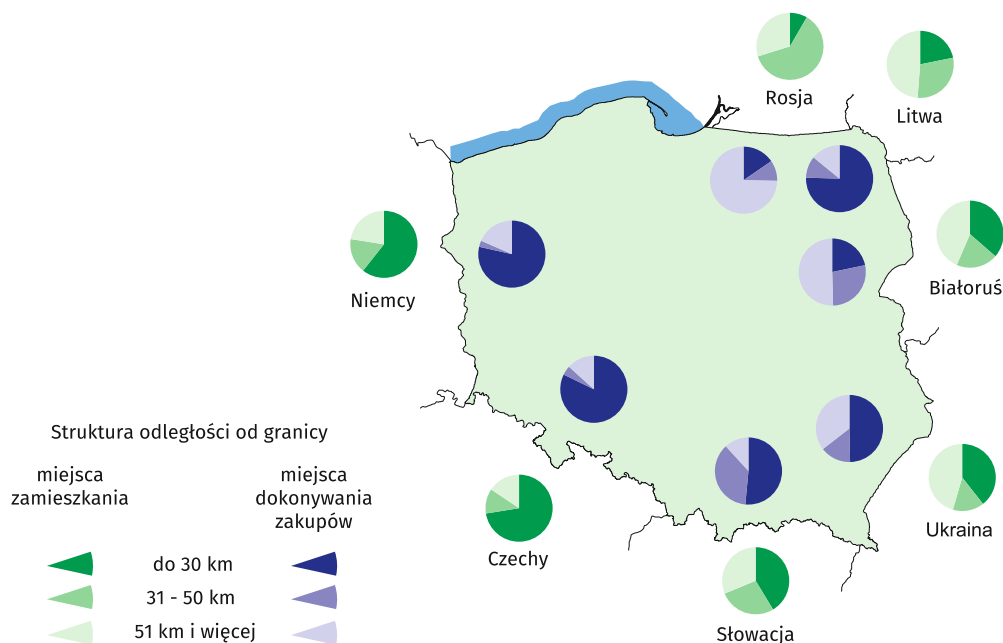 Rosja
Litwa
Niemcy
Białoruś
Struktura odległości od granicy
miejsca
zamieszkania
miejsca
dokonywania
zakupów
do 30 km
31 - 50 km
51 km i więcej
Czechy
Ukraina
Słowacja